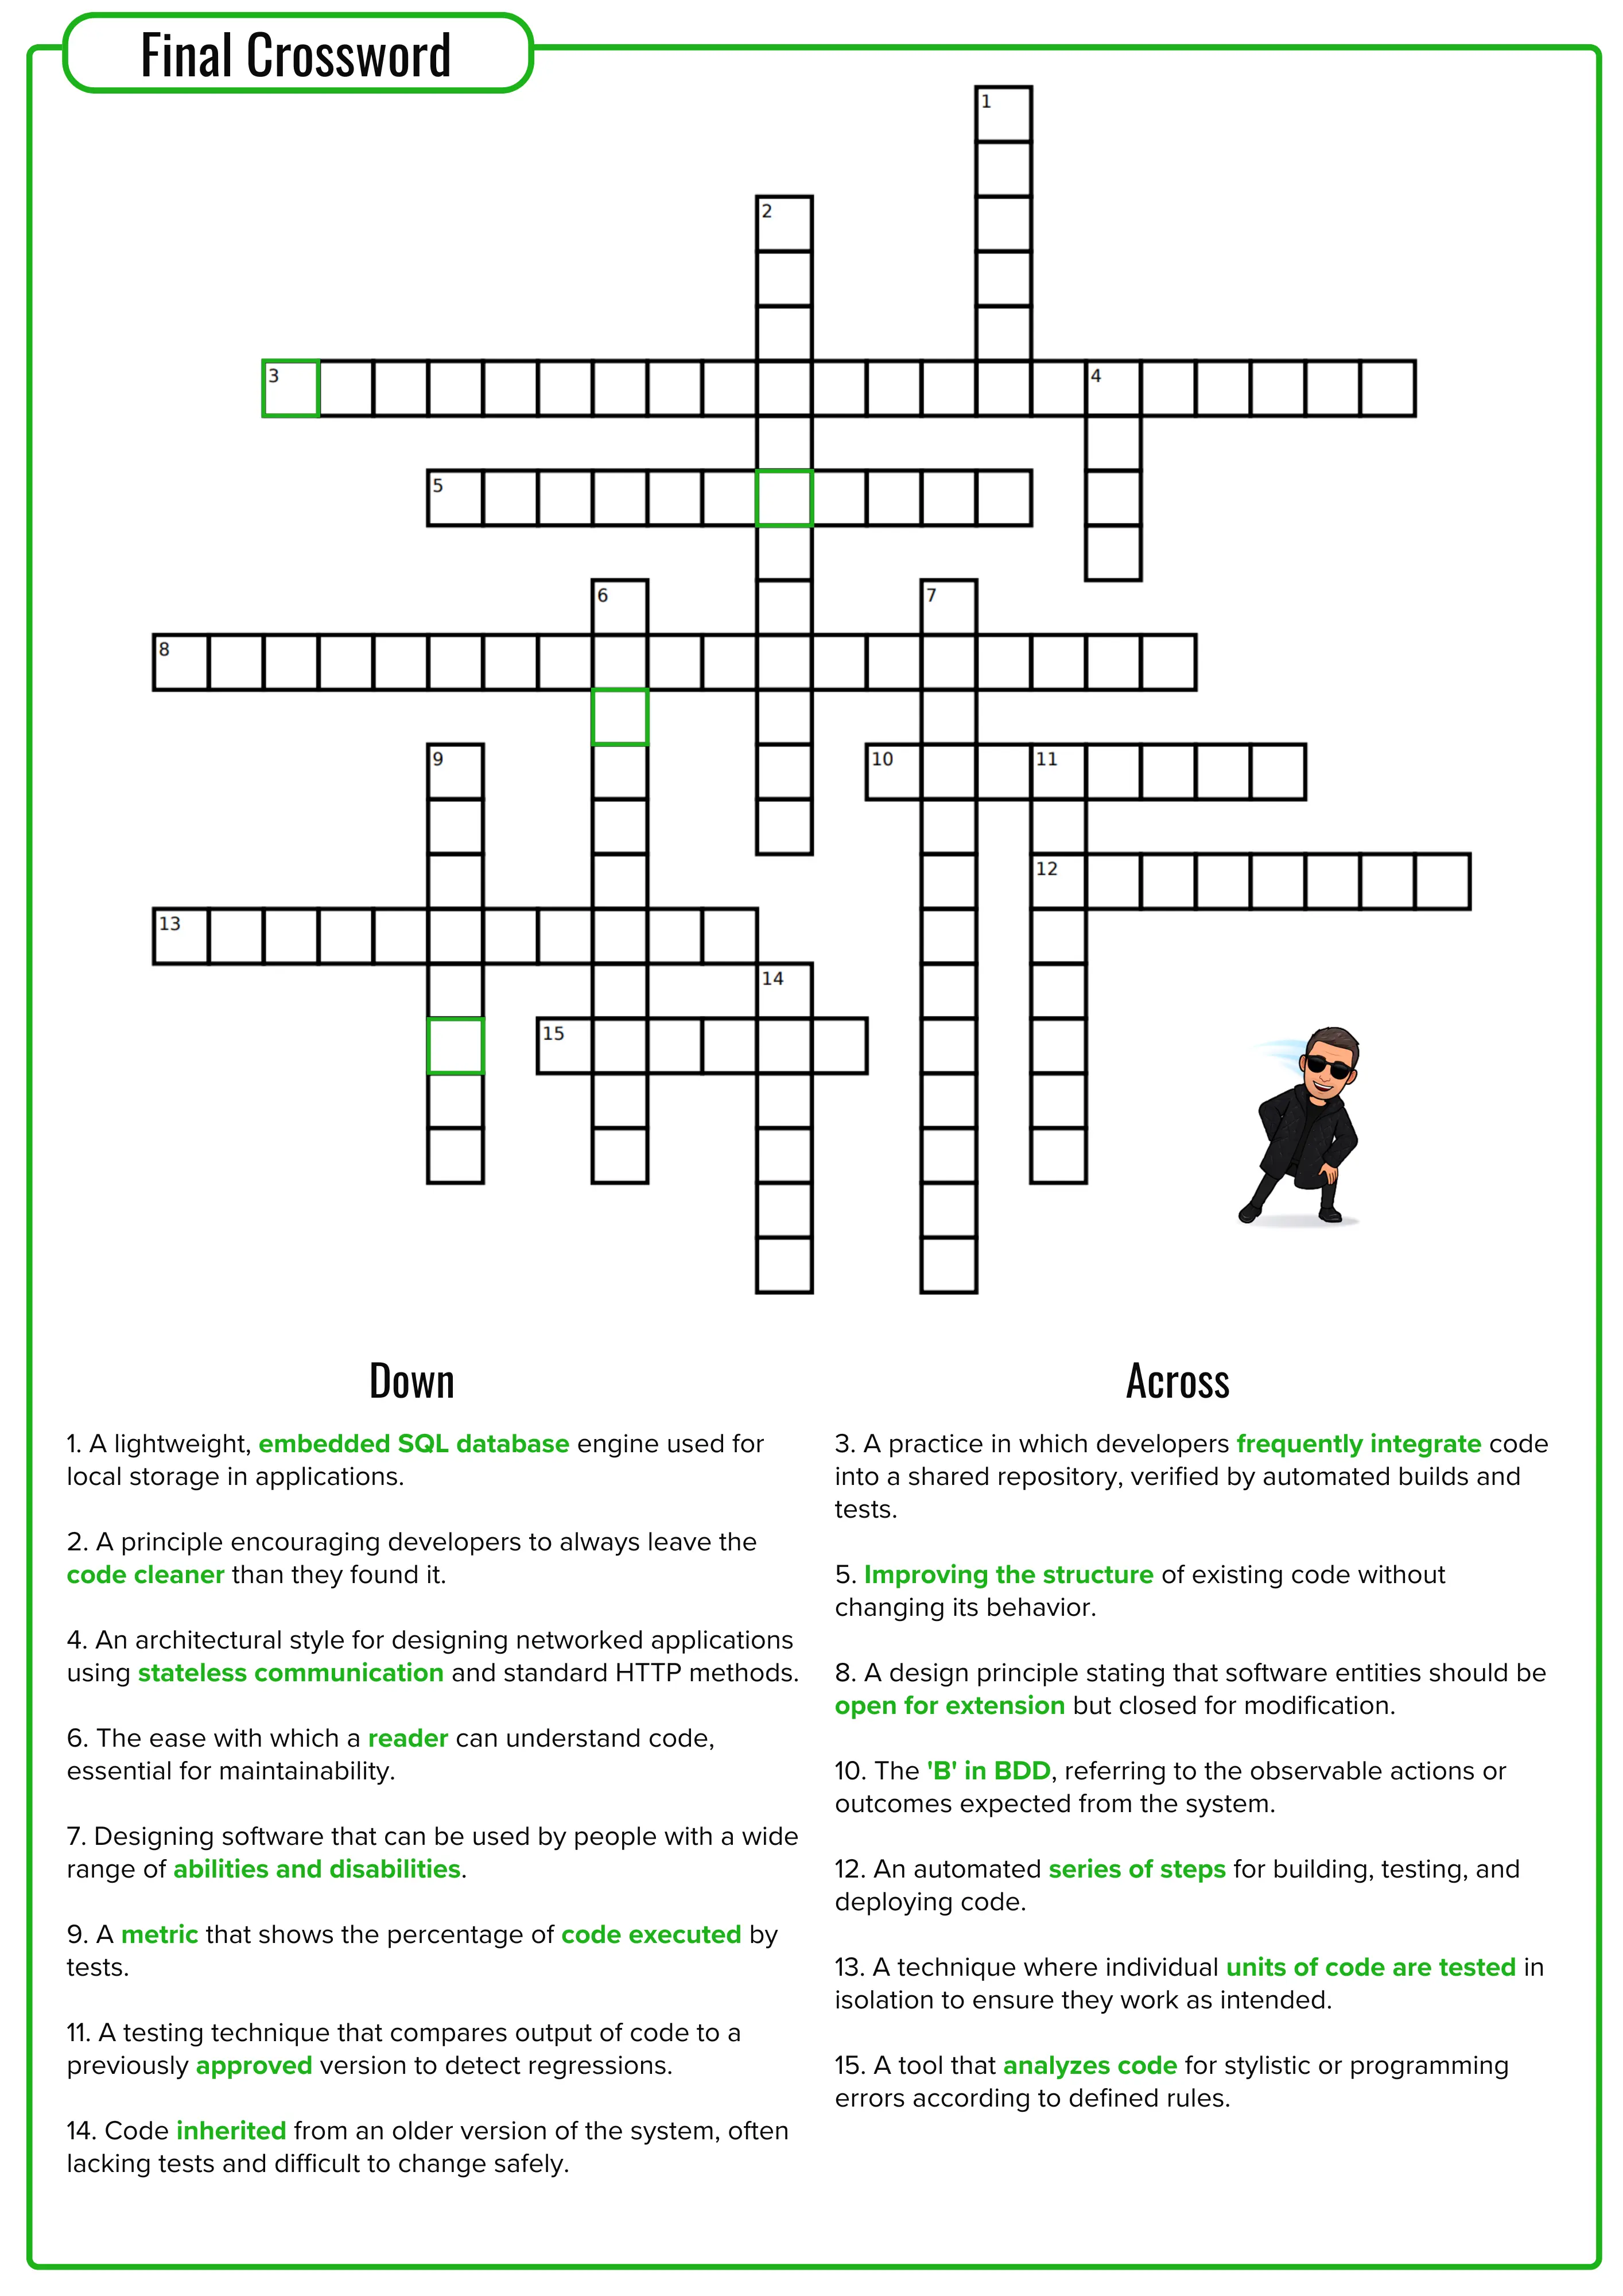 Final Crossword
1
2
3
4
5
6
7
8
9
10
11
12
13
14
15
Down
1. A lightweight, embedded SQL database engine used for
local storage in applications.
2. A principle encouraging developers to always leave the
code cleaner than they found it.
4. An architectural style for designing networked applications
using stateless communication and standard HTTP methods.
6. The ease with which a reader can understand code,
essential for maintainability.
7. Designing software that can be used by people with a wide
range of abilities and disabilities.
9. A metric that shows the percentage of code executed by
tests.
11. A testing technique that compares output of code to a
previously approved version to detect regressions.
14. Code inherited from an older version of the system, often
lacking tests and difficult to change safely.
Across
3. A practice in which developers frequently integrate code
into a shared repository, verified by automated builds and
tests.
5. Improving the structure of existing code without
changing its behavior.
8. A design principle stating that software entities should be
open for extension but closed for modification.
10. The 'B' in BDD, referring to the observable actions or
outcomes expected from the system.
12. An automated series of steps for building, testing, and
deploying code.
13. A technique where individual units of code are tested in
isolation to ensure they work as intended.
15. A tool that analyzes code for stylistic or programming
errors according to defined rules.